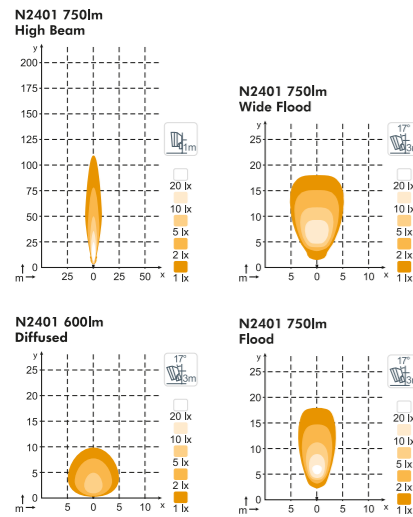 N2401 750lm
High Beam
y
200
175
150
125
100
75
50
25
0
m
25 0 25 50 x
1m
20 lx
10 lx
5 lx
2 lx
1 lx
N2401 750lm
Wide Flood
y
25
20
15
10
5
0
m
5 0 5 10 x
17°
3m
20 lx
10 lx
5 lx
2 lx
1 lx
N2401 600lm
Diffused
y
25
20
15
10
5
0
m
5 0 5 10 x
17°
3m
20 lx
10 lx
5 lx
2 lx
1 lx
N2401 750lm
Flood
y
25
20
15
10
5
0
m
5 0 5 10 x
17°
20 lx
10 lx
5 lx
2 lx
1 lx